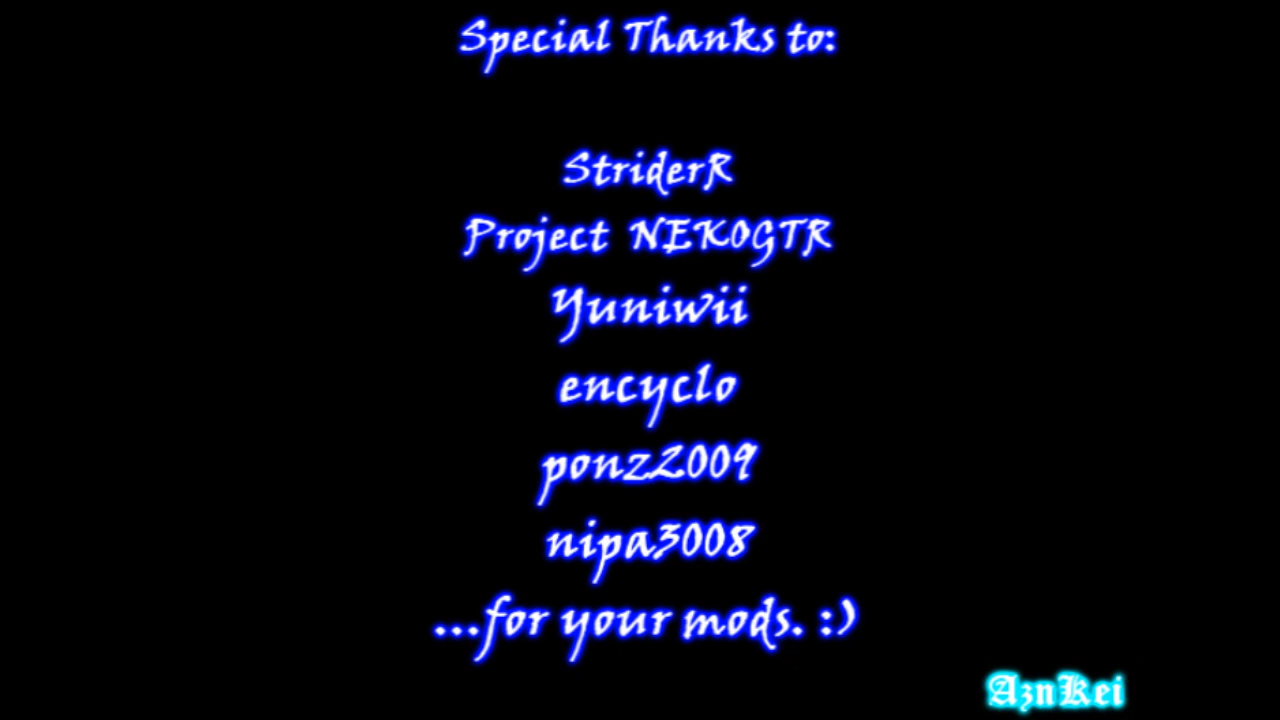 Special Thanks to:
StriderR
Project NEKOGTR
Yuniwii
encyclo
ponz2009
nipa3008
...for your mods. :)
AznKei